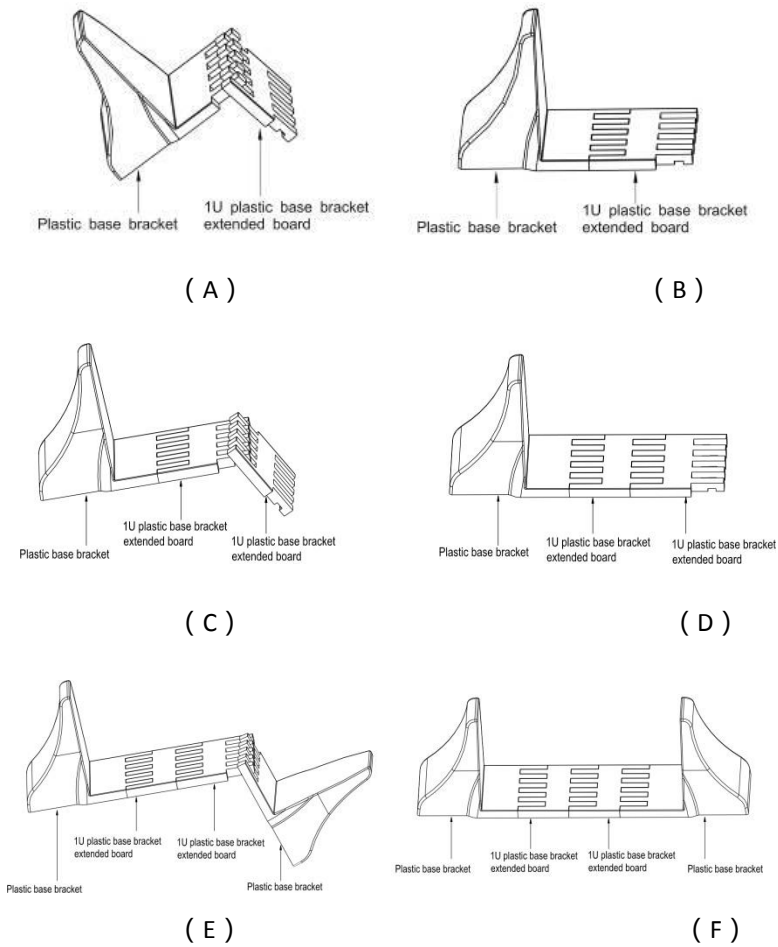 Plastic base bracket
1U plastic base bracket
extended board
( A )
Plastic base bracket
1U plastic base bracket
extended board
( B )
Plastic base bracket
1U plastic base bracket
extended board
1U plastic base bracket
extended board
( C )
Plastic base bracket
1U plastic base bracket
extended board
1U plastic base bracket
extended board
( D )
Plastic base bracket
1U plastic base bracket
extended board
1U plastic base bracket
extended board
Plastic base bracket
( E )
Plastic base bracket
1U plastic base bracket
extended board
1U plastic base bracket
extended board
Plastic base bracket
( F )